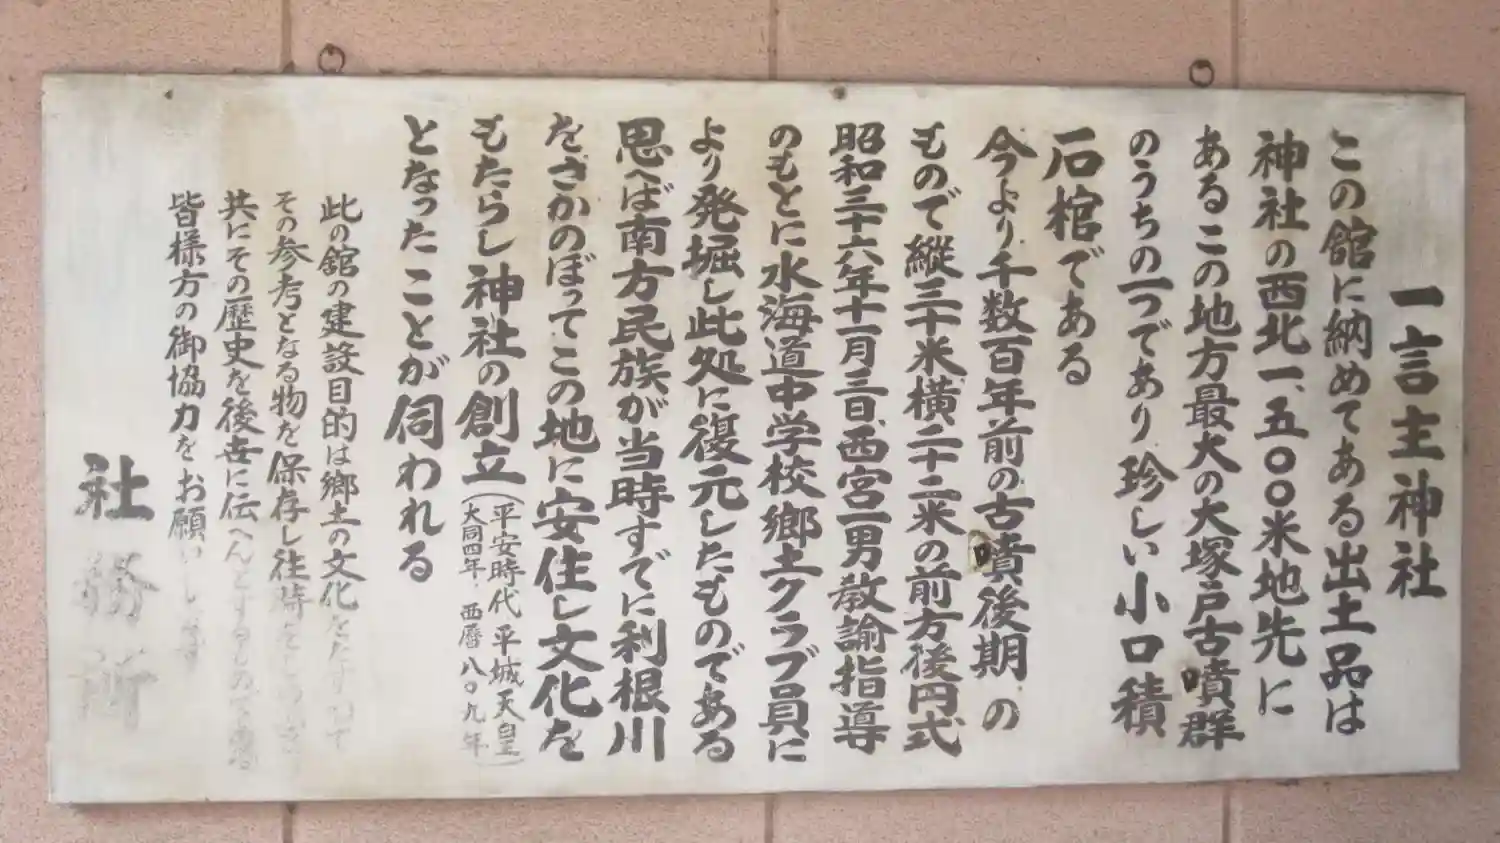 一言主神社
この舘に納めてある出土品は
神社の西北一、五〇〇米地先に
あるこの地方最大の大塚戸古噴群
のうちの一つであり珍しい小口積
石棺である
今より千数百年前の古噴後期の
もので縦三十米横二十二米の前方後円式
昭和三十六年十一月三日、西宮一男教諭指導
のもとに水海道中学校郷土クラブ員に
より発掘し此処に復元したものである
思へば南方民族が当時すでに利根川
をさかのぼってこの地に安住し文化を
もたらし神社の創立(平安時代 平城天皇)
大同四年 西暦八〇九年
となったことが伺われる
此の舘の建設目的は郷土の文化を
その参考となる物を保存し往時を
共にその歴史を後世に伝へんとするもので
皆様方の御協力をお願い
社務所